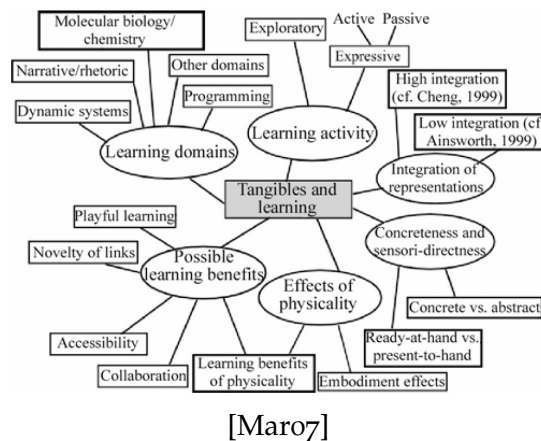 Molecular biology/
chemistry
Narrative/rhetoric
Other domains
Dynamic systems
Programming
Learning domains
Exploratory
Active Passive
Expressive
Learning activity
High integration
(cf. Cheng, 1999)
Low integration (cf
Ainsworth, 1999)
Integration of
representations
Tangibles and
learning
Concreteness and
sensori-directness
Playful learning
Novelty of links
Possible
learning benefits
Effects of
physicality
Concrete vs. abstract
Accessibility
Collaboration
Learning benefits
of physicality
Ready-at-hand vs.
present-to-hand
Embodiment effects
[Mar07]